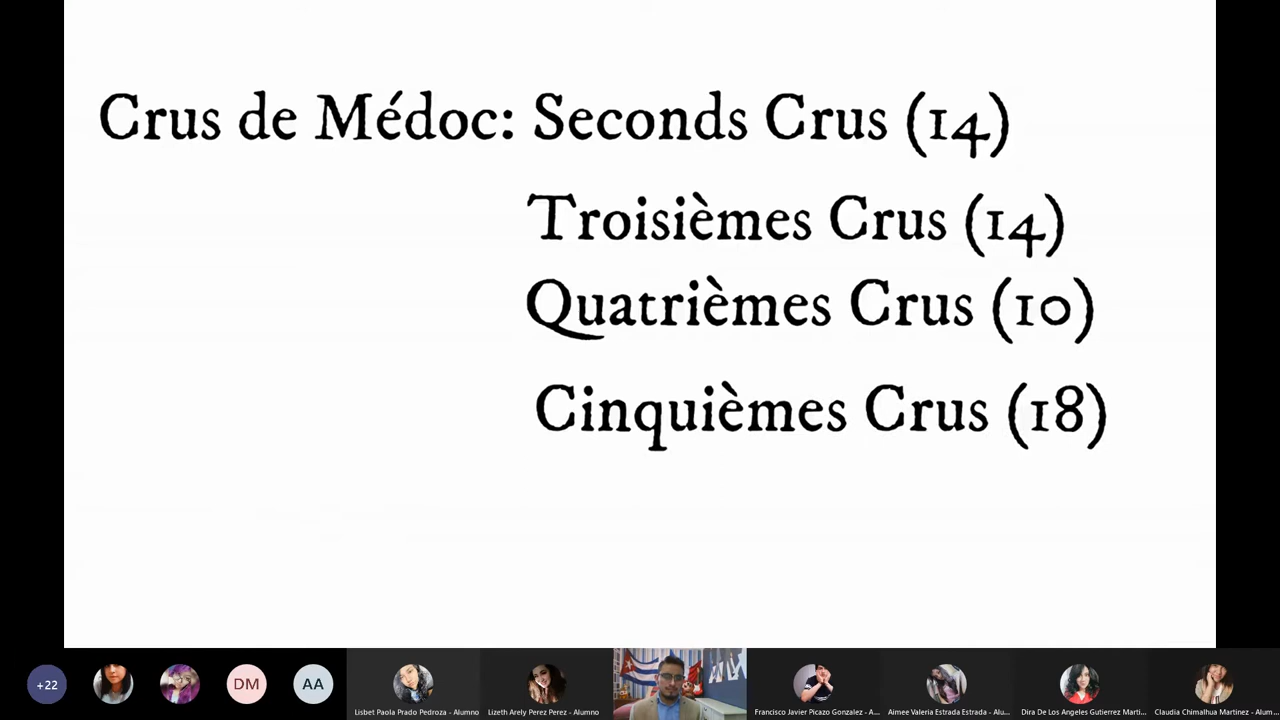 Crus de Médoc: Seconds Crus (14)
Troisièmes Crus (14)
Quatrièmes Crus (10)
Cinquièmes Crus (18)
+22
DM
AA
Lisbet Paola Prado Pedroza - Alumno
Lizeth Arely Perez Perez - Alumno
Francisco Javier Picazo Gonzalez - A...
Aimee Valeria Estrada Estrada - Alu...
Dira De Los Angeles Gutierrez Marti...
Claudia Chimalhua Martinez - Alum...